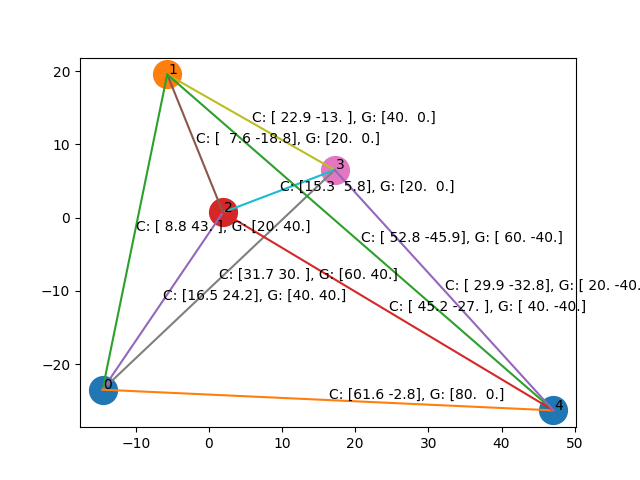 20
1
C: [ 22.9 -13. ], G: [40.  0.]
10
C: [  7.6 -18.8], G: [20.  0.]
3
C: [15.3  5.8], G: [20.  0.]
0
2
C: [ 8.8 43. ], G: [20. 40.]
C: [ 52.8 -45.9], G: [ 60. -40.]
C: [31.7 30. ], G: [60. 40.]
−10
C: [ 29.9 -32.8], G: [ 20. -40.
C: [16.5 24.2], G: [40. 40.]
C: [ 45.2 -27. ], G: [ 40. -40.]
−20
0
C: [61.6 -2.8], G: [80.  0.]
4
−10 0 10 20 30 40 50